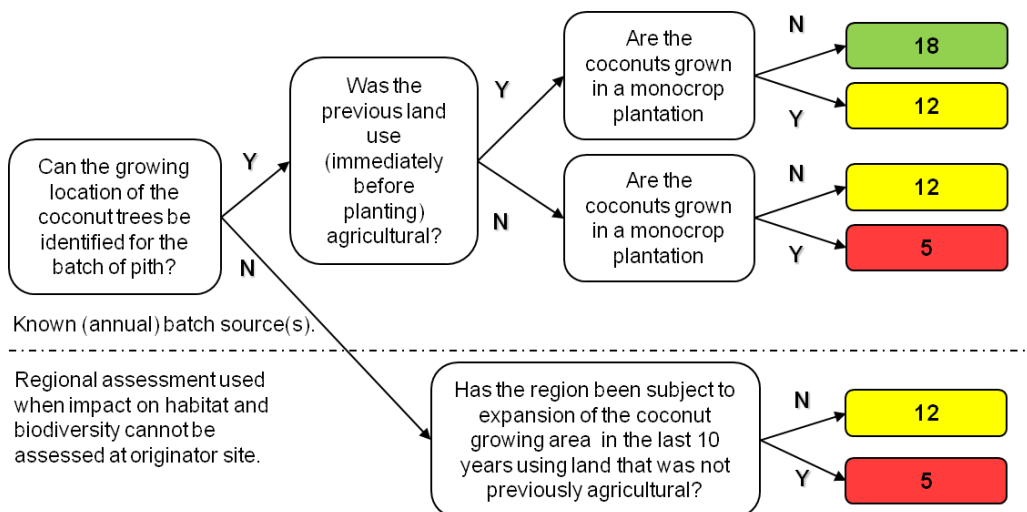 Can the growing
location of the
coconut trees be
identified for the
batch of pith?
Y
N
Was the
previous land
use
(immediately
before
planting)
agricultural?
Y
N
Are the
coconuts grown
in a monocrop
plantation
N
18
Y
12
Are the
coconuts grown
in a monocrop
plantation
N
12
Y
5
Known (annual) batch source(s).
Regional assessment used
when impact on habitat and
biodiversity cannot be
assessed at originator site.
Has the region been subject to
expansion of the coconut
growing area in the last 10
years using land that was not
previously agricultural?
N
12
Y
5